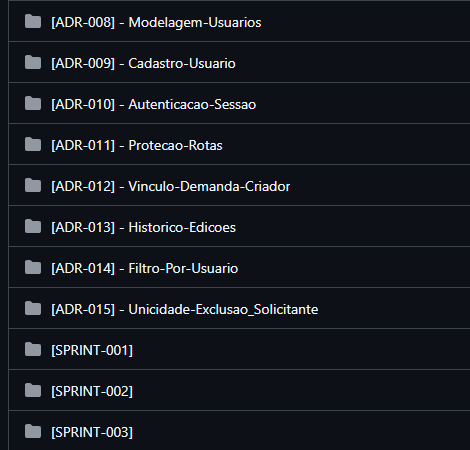 [ADR-008] - Modelagem-Usuarios
[ADR-009] - Cadastro-Usuario
[ADR-010] - Autenticacao-Sessao
[ADR-011] - Protecao-Rotas
[ADR-012] - Vinculo-Demanda-Criador
[ADR-013] - Historico-Edicoes
[ADR-014] - Filtro-Por-Usuario
[ADR-015] - Unicidade-Exclusao_Solicitante
[SPRINT-001]
[SPRINT-002]
[SPRINT-003]